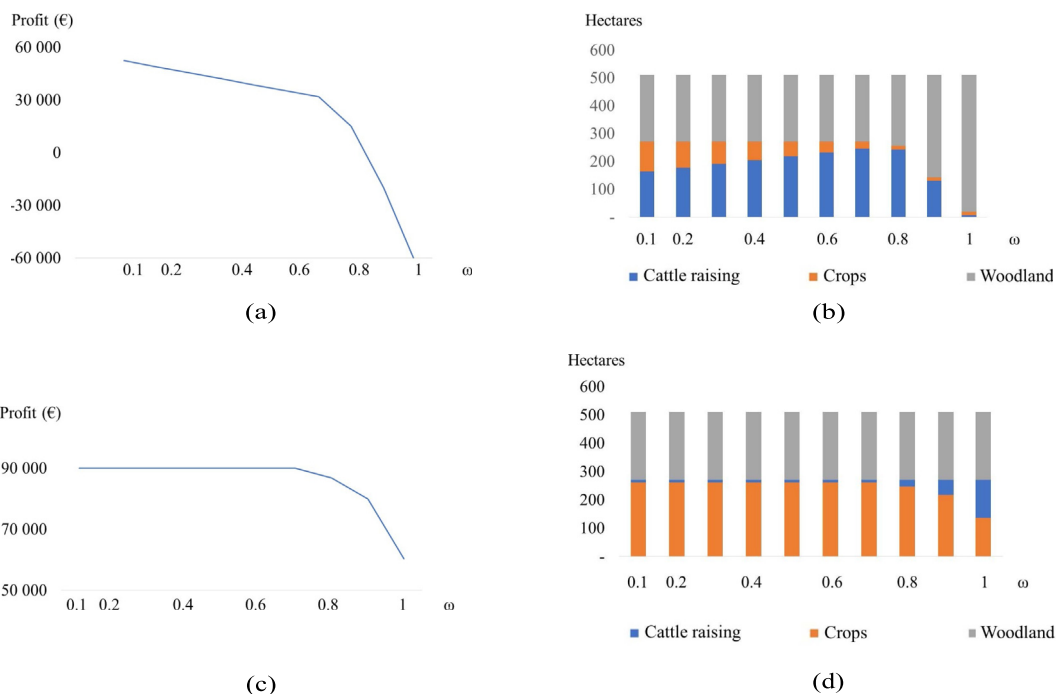 Profit (€)
60 000
30 000
0
-30 000
-60 000
0.1 0.2 0.4 0.6 0.8 1 ω
(a)
Hectares
600
500
400
300
200
100
-
0.1 0.2 0.4 0.6 0.8 1 ω
Cattle raising Crops Woodland
(b)
Profit (€)
90 000
70 000
50 000
0.1 0.2 0.4 0.6 0.8 1 ω
(c)
Hectares
600
500
400
300
200
100
-
0.1 0.2 0.4 0.6 0.8 1 ω
Cattle raising Crops Woodland
(d)